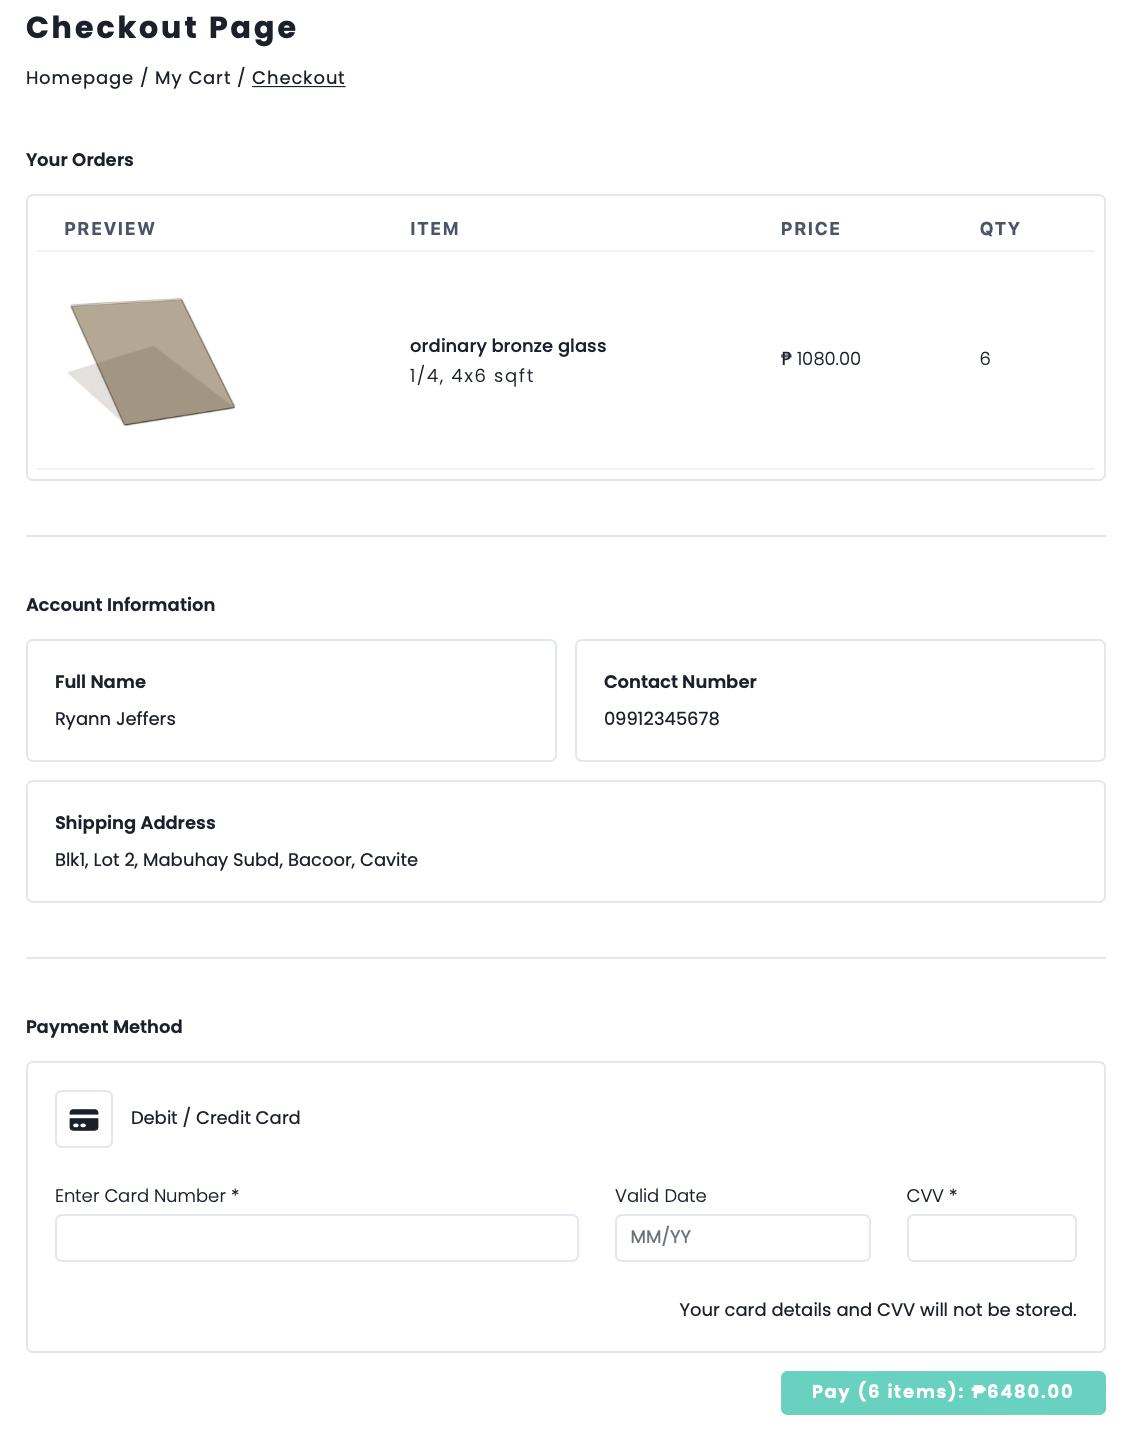 Checkout Page
Homepage / My Cart / Checkout
Your Orders
PREVIEW ITEM PRICE QTY
ordinary bronze glass
1/4, 4x6 sqft
₱ 1080.00
6
Account Information
Full Name
Ryann Jeffers
Contact Number
09912345678
Shipping Address
Blk1, Lot 2, Mabuhay Subd, Bacoor, Cavite
Payment Method
Debit / Credit Card
Enter Card Number * Valid Date CVV *
MM/YY
Your card details and CVV will not be stored.
Pay (6 items): ₱6480.00